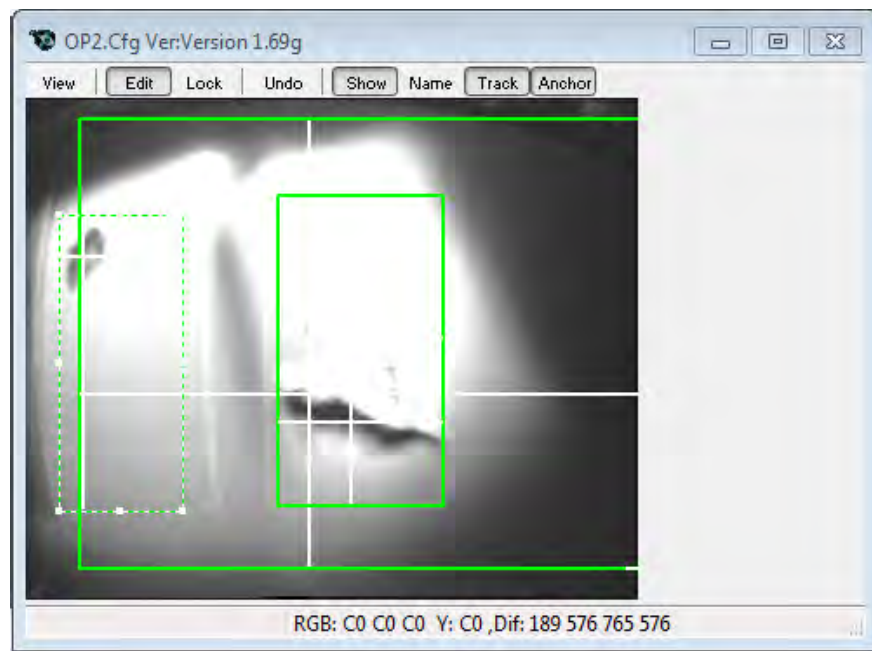 OP2.Cfg Ver:Version 1.69g
View Edit Lock Undo Show Name Track Anchor
RGB: C0 C0 C0 Y: C0 ,Dif: 189 576 765 576